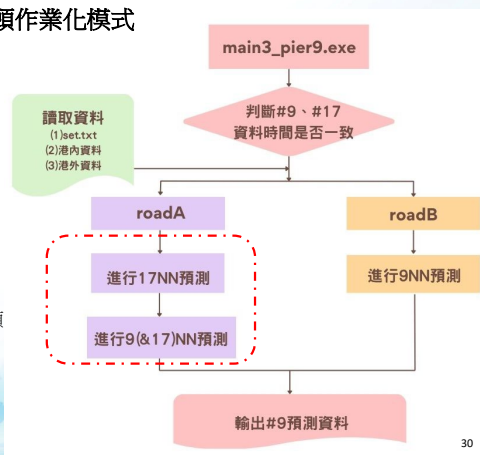 頓作業化模式
main3_pier9.exe
判斷#9、#17
資料時間是否一致
讀取資料
(1)set.txt
(2)港內資料
(3)港外資料
roadA
roadB
進行17NN預測
進行9NN預測
進行9(&17)NN預測
輸出#9預測資料
30